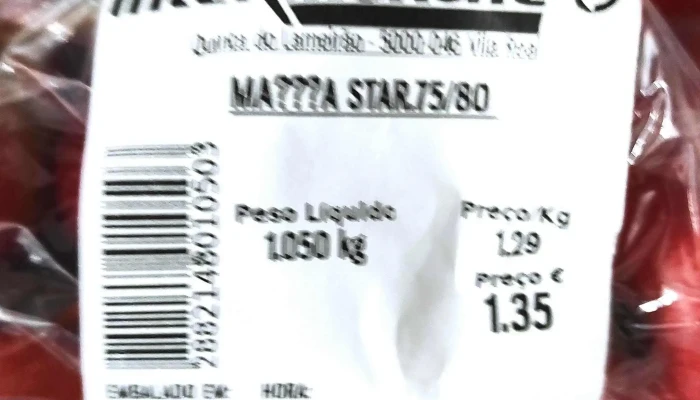 Quinta do - 5000-046 Vila Real
MA???A STAR.75/80
2882148010503
Peso Líquido
1.050 kg
Preço/Kg
1.29
Preço €
1.35
EMBALADO EM: HORA: